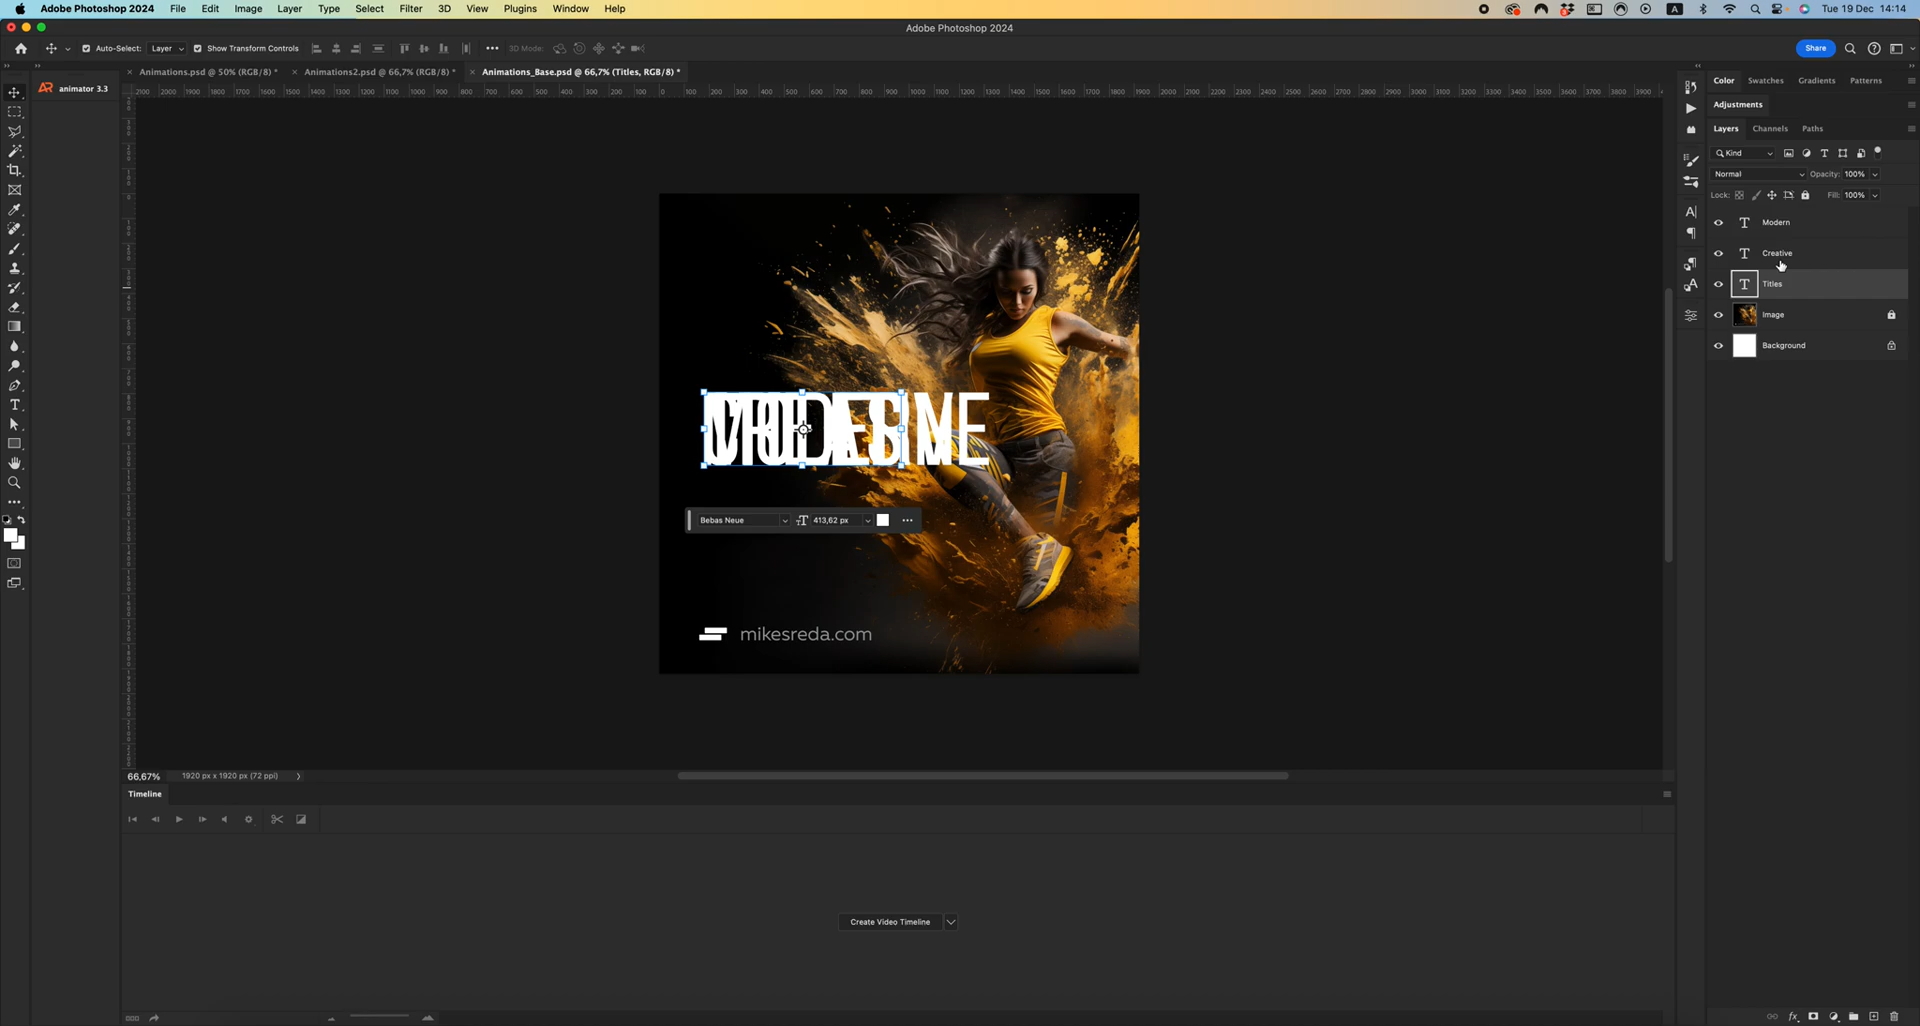 Adobe Photoshop 2024 File Edit Image Layer Type Select Filter 3D View Plugins Window Help
A
Tue 19 Dec 14:14
Adobe Photoshop 2024
Auto-Select: Layer Show Transform Controls 3D Mode: Share
Animations.psd @ 50% (RGB/8) * Animations2.psd @ 66,7% (RGB/8) * Animations_Base.psd @ 66,7% (Titles, RGB/8) *
animator 3.3
Color Swatches Gradients Patterns
Adjustments
Layers Channels Paths
Kind
Normal Opacity: 100%
Lock: Fill: 100%
Modern
Creative
Titles
Image
Background
Bebas Neue 413,62 px
mikesreda.com
66,67% 1920 px x 1920 px (72 ppi)
Timeline
Create Video Timeline